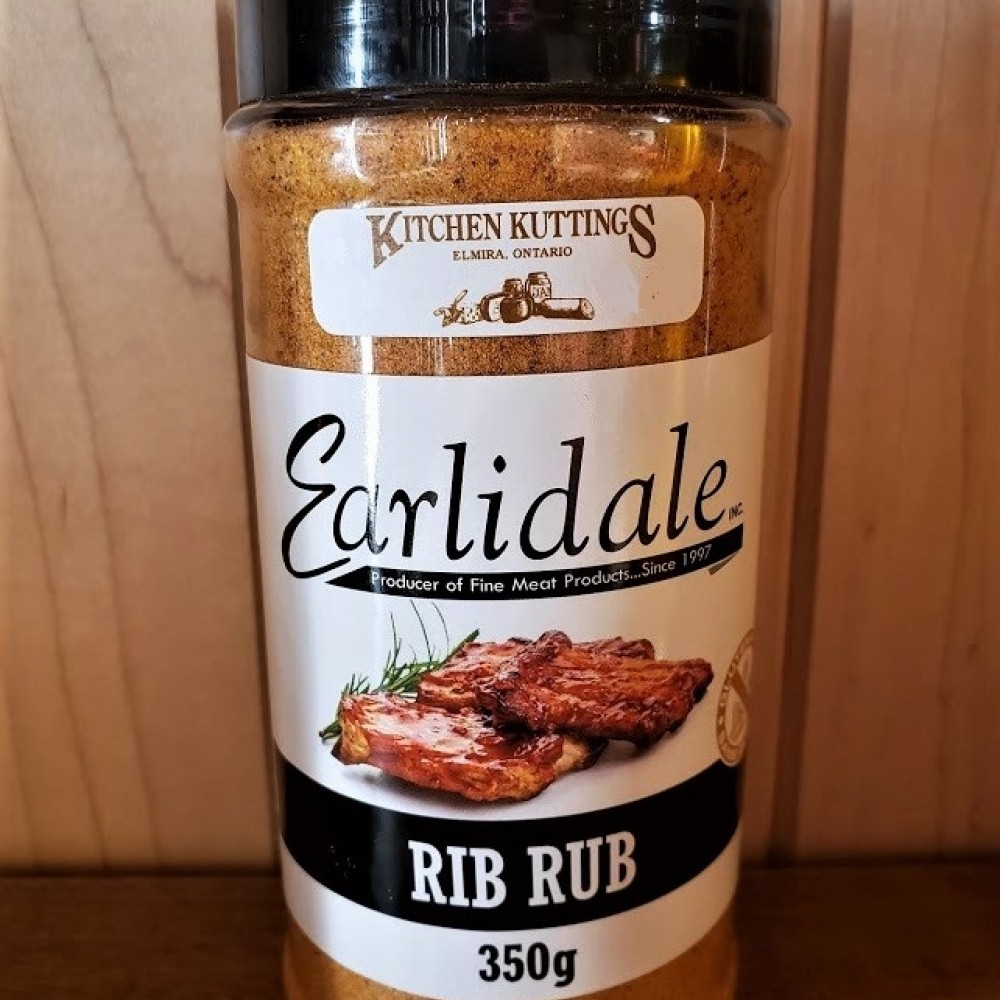 KITCHEN KUTTINGS
ELMIRA, ONTARIO
Earlidale INC.
Producer of Fine Meat Products...Since 1997
RIB RUB
350g